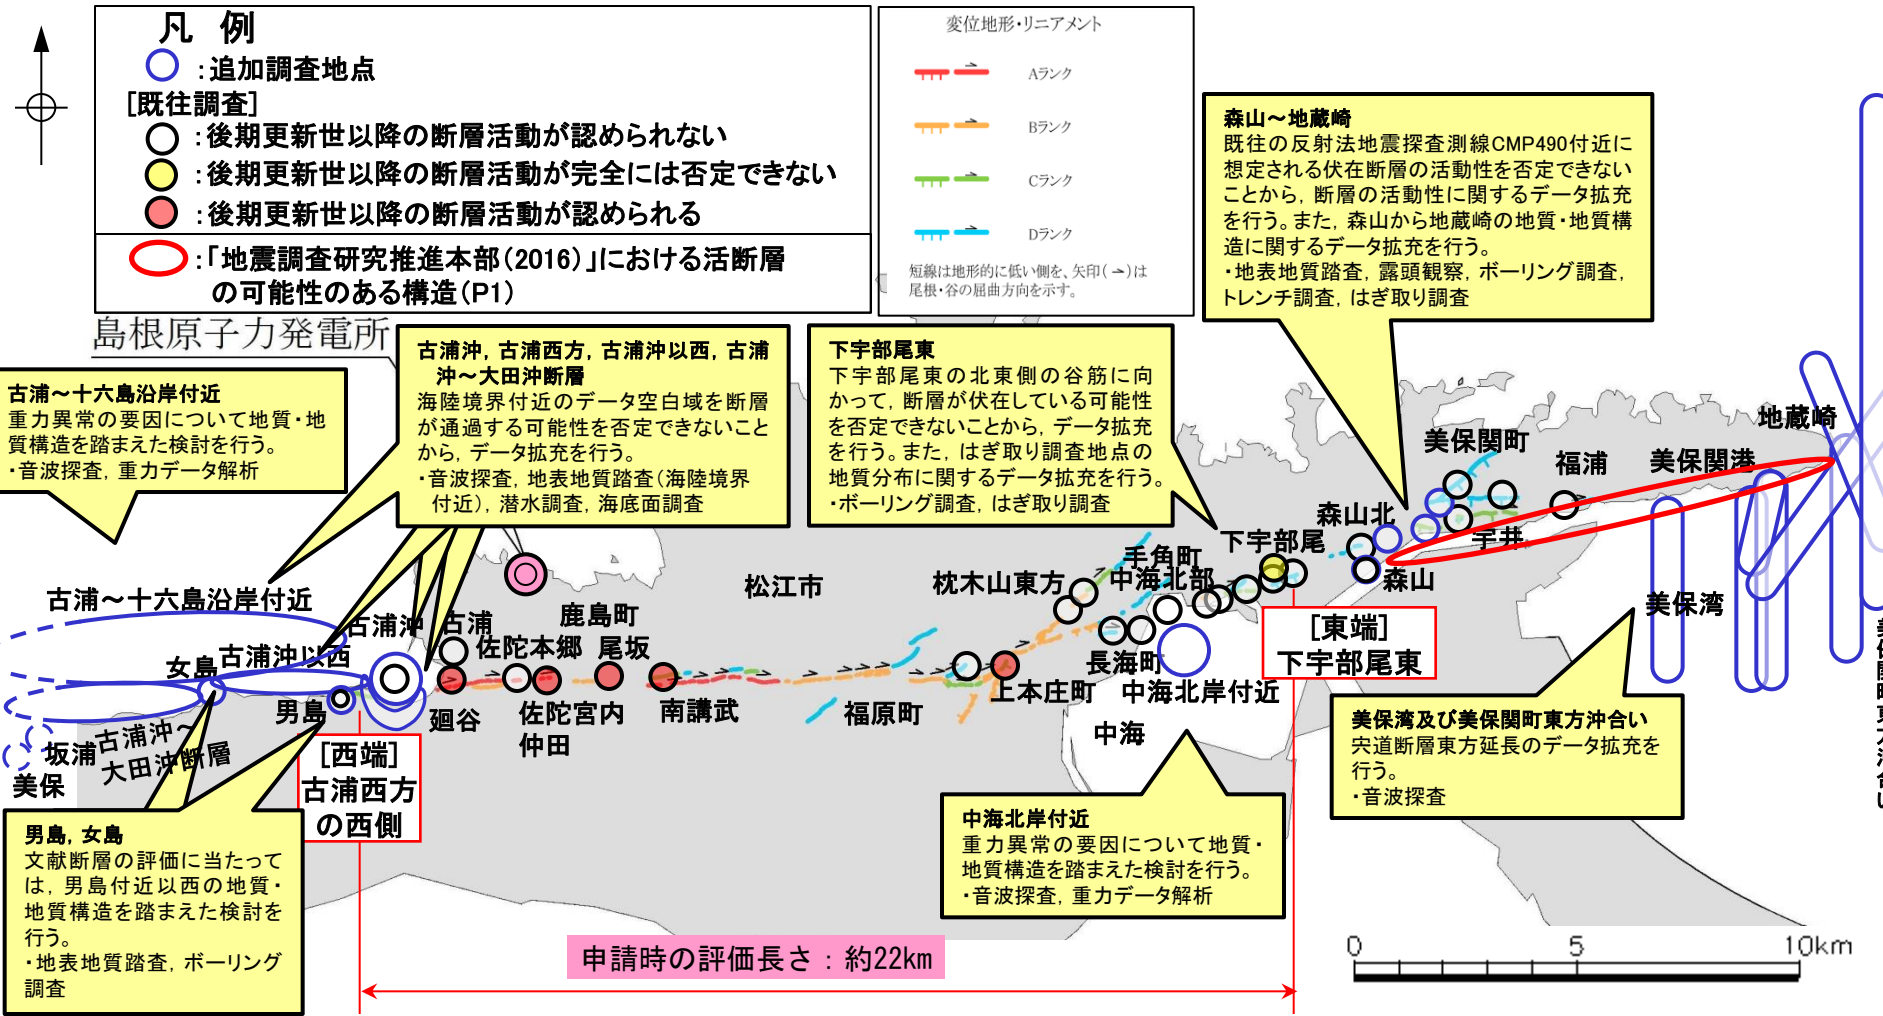 凡 例
：追加調査地点
[既往調査]
：後期更新世以降の断層活動が認められない
：後期更新世以降の断層活動が完全には否定できない
：後期更新世以降の断層活動が認められる
：「地震調査研究推進本部（2016）」における活断層
の可能性のある構造（P1）
変位地形・リニアメント
Aランク
Bランク
Cランク
Dランク
短線は地形的に低い側を、矢印（→）は
尾根・谷の屈曲方向を示す。
森山～地蔵崎
既往の反射法地震探査測線CMP490付近に
想定される伏在断層の活動性を否定できない
ことから，断層の活動性に関するデータ拡充
を行う。また，森山から地蔵崎の地質・地質構
造に関するデータ拡充を行う。
・地表地質踏査，露頭観察，ボーリング調査，
トレンチ調査，はぎ取り調査
島根原子力発電所
古浦～十六島沿岸付近
重力異常の要因について地質・地
質構造を踏まえた検討を行う。
・音波探査，重力データ解析
古浦沖，古浦西方，古浦沖以西，古浦
沖～大田沖断層
海陸境界付近のデータ空白域を断層
が通過する可能性を否定できないこと
から，データ拡充を行う。
・音波探査，地表地質踏査（海陸境界
付近），潜水調査，海底面調査
下宇部尾東
下宇部尾東の北東側の谷筋に向
かって，断層が伏在している可能性
を否定できないことから，データ拡充
を行う。また，はぎ取り調査地点の
地質分布に関するデータ拡充を行う。
・ボーリング調査，はぎ取り調査
地蔵崎
美保関町
福浦
美保関港
森山北
宇井
下宇部尾
森山
手角町
中海北部
枕木山東方
松江市
美保湾
鹿島町
古浦～十六島沿岸付近
古浦沖
古浦
佐陀本郷
尾坂
女島
古浦沖以西
男島
廻谷
佐陀宮内
仲田
南講武
福原町
上本庄町
長海町
中海北岸付近
中海
[東端]
下宇部尾東
坂浦
美保
古浦沖～
大田沖断層
[西端]
古浦西方
の西側
美保湾及び美保関町東方沖合い
宍道断層東方延長のデータ拡充を
行う。
・音波探査
美保関町東方沖合い
中海北岸付近
重力異常の要因について地質・
地質構造を踏まえた検討を行う。
・音波探査，重力データ解析
男島，女島
文献断層の評価に当たって
は，男島付近以西の地質・
地質構造を踏まえた検討を
行う。
・地表地質踏査，ボーリング
調査
申請時の評価長さ：約22km
0 5 10km